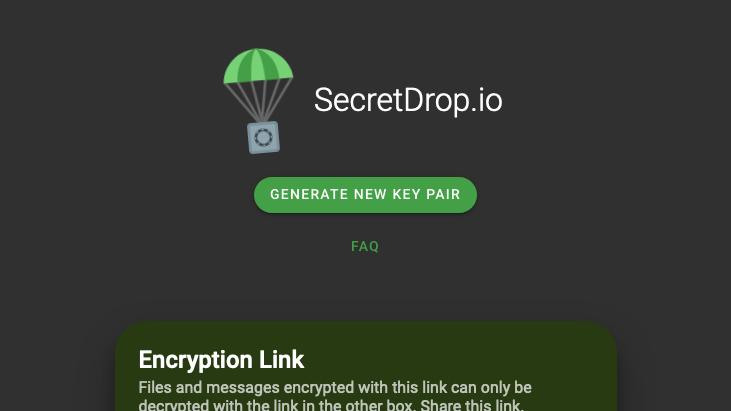 SecretDrop.io
GENERATE NEW KEY PAIR
FAQ
Encryption Link
Files and messages encrypted with this link can only be
decrypted with the link in the other box. Share this link.